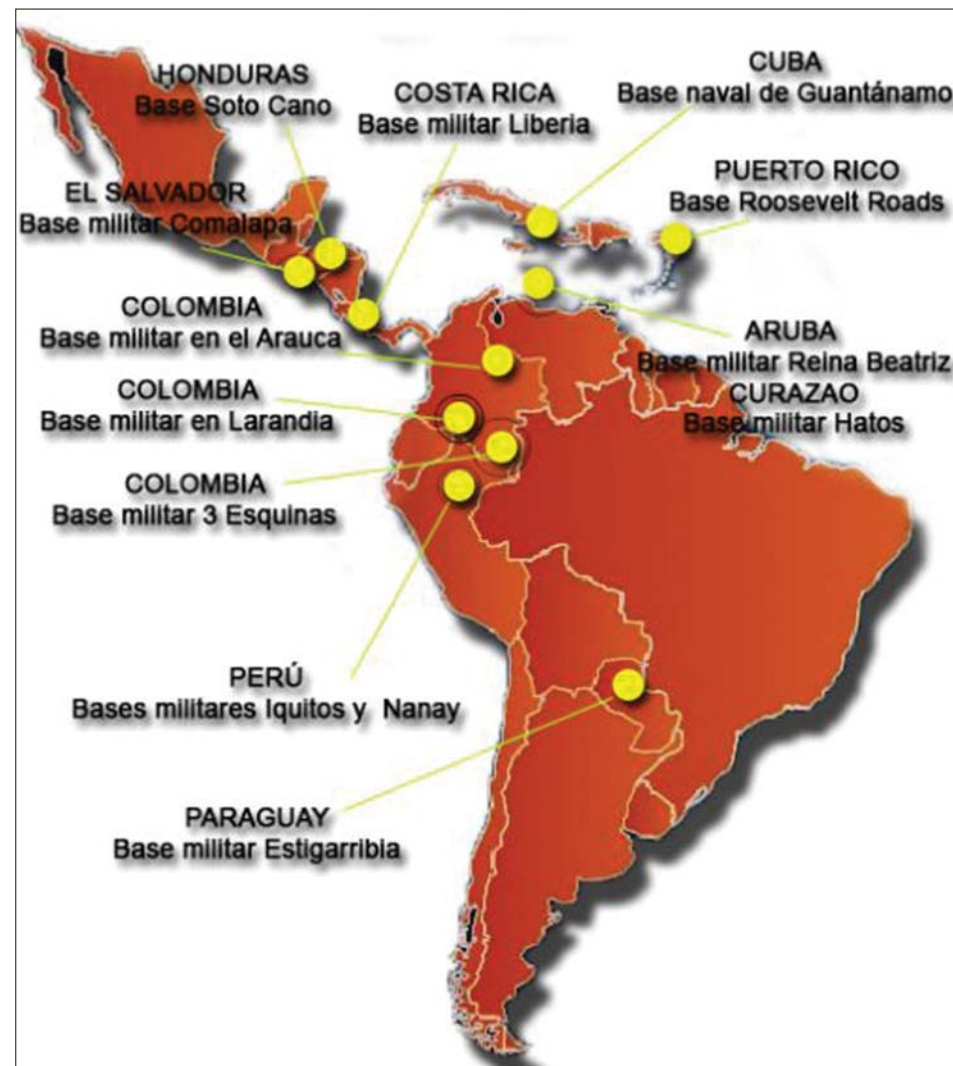 HONDURAS
Base Soto Cano
COSTA RICA
Base militar Liberia
CUBA
Base naval de Guantánamo
EL SALVADOR
Base militar Comalapa
PUERTO RICO
Base Roosevelt Roads
COLOMBIA
Base militar en el Arauca
ARUBA
Base militar Reina Beatriz
CURAZAO
Base militar Hatos
COLOMBIA
Base militar en Larandia
COLOMBIA
Base militar 3 Esquinas
PERÚ
Bases militares Iquitos y Nanay
PARAGUAY
Base militar Estigarribia